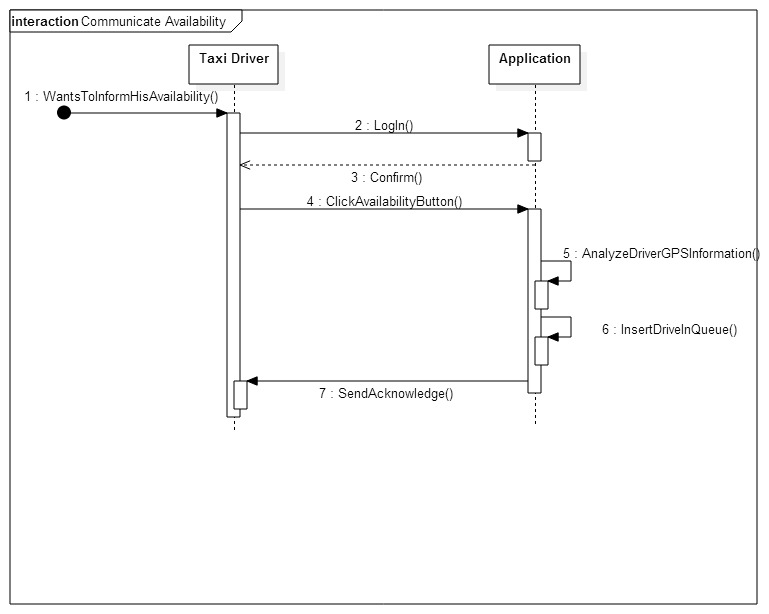 interaction Communicate Availability
Taxi Driver
Application
1 : WantsToInformHisAvailability()
2 : LogIn()
3 : Confirm()
4 : ClickAvailabilityButton()
5 : AnalyzeDriverGPSInformation()
6 : InsertDriveInQueue()
7 : SendAcknowledge()